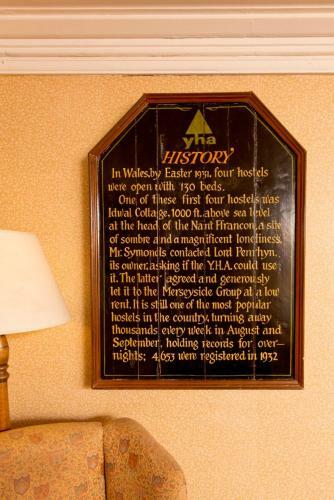 yha
HISTORY
In Wales,by Easter 1931, four hostels
were open with 130 beds.
One of these first four hostels was
Idwal Cottage, 1000 ft. above sea level
at the head of the Nant Ffrancon, a site
of sombre and a magnificent loneliness.
Mr. Symonds contacted Lord Penrhyn,
its owner, asking if the Y.H.A. could use
it. The latter agreed and generously
let it to the Merseyside Group at a low
rent. It is still one of the most popular
hostels in the country, turning away
thousands every week in August and
September, holding records for over-
nights; 4,653 were registered in 1932